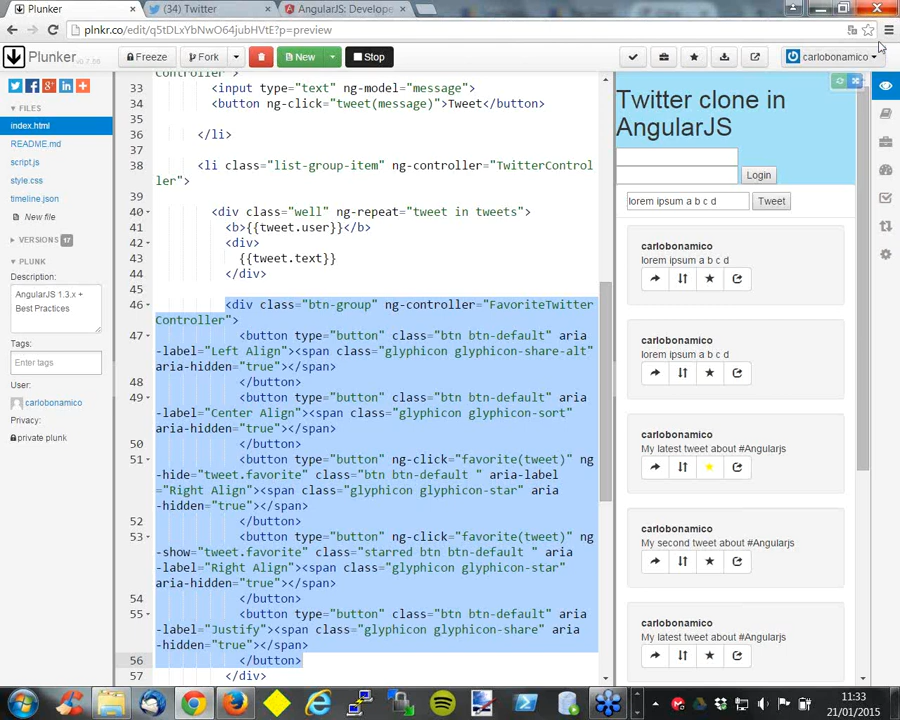 Plunker
(34) Twitter
AngularJS: Develope
plnkr.co/edit/q5tDLxYbNwO64jubHVtE?p=preview
Plunker v0.7.56
Freeze
Fork
New
Stop
carlobonamico
FILES
index.html
README.md
script.js
style.css
timeline.json
New file
VERSIONS 17
PLUNK
Description:
AngularJS 1.3.x +
Best Practices
Tags:
Enter tags
User:
carlobonamico
Privacy:
private plunk
Controller">
33 <input type="text" ng-model="message">
34 <button ng-click="tweet(message)">Tweet</button>
35
36 </li>
37
38 <li class="list-group-item" ng-controller="TwitterControl
ler">
39
40 <div class="well" ng-repeat="tweet in tweets">
41 <b>{{tweet.user}}</b>
42 <div>
43 {{tweet.text}}
44 </div>
45
46 <div class="btn-group" ng-controller="FavoriteTwitter
Controller">
47 <button type="button" class="btn btn-default" aria
-label="Left Align"><span class="glyphicon glyphicon-share-alt"
aria-hidden="true"></span>
48 </button>
49 <button type="button" class="btn btn-default" aria
-label="Center Align"><span class="glyphicon glyphicon-sort"
aria-hidden="true"></span>
50 </button>
51 <button type="button" ng-click="favorite(tweet)" ng
-hide="tweet.favorite" class="btn btn-default " aria-label
="Right Align"><span class="glyphicon glyphicon-star" aria
-hidden="true"></span>
52 </button>
53 <button type="button" ng-click="favorite(tweet)" ng
-show="tweet.favorite" class="starred btn btn-default " aria
-label="Right Align"><span class="glyphicon glyphicon-star"
aria-hidden="true"></span>
54 </button>
55 <button type="button" class="btn btn-default" aria
-label="Justify"><span class="glyphicon glyphicon-share" aria
-hidden="true"></span>
56 </button>
57 </div>
Twitter clone in
AngularJS
Login
lorem ipsum a b c d Tweet
carlobonamico
lorem ipsum a b c d
carlobonamico
lorem ipsum a b c d
carlobonamico
My latest tweet about #Angularjs
carlobonamico
My second tweet about #Angularjs
carlobonamico
My latest tweet about #Angularjs
11:33
21/01/2015